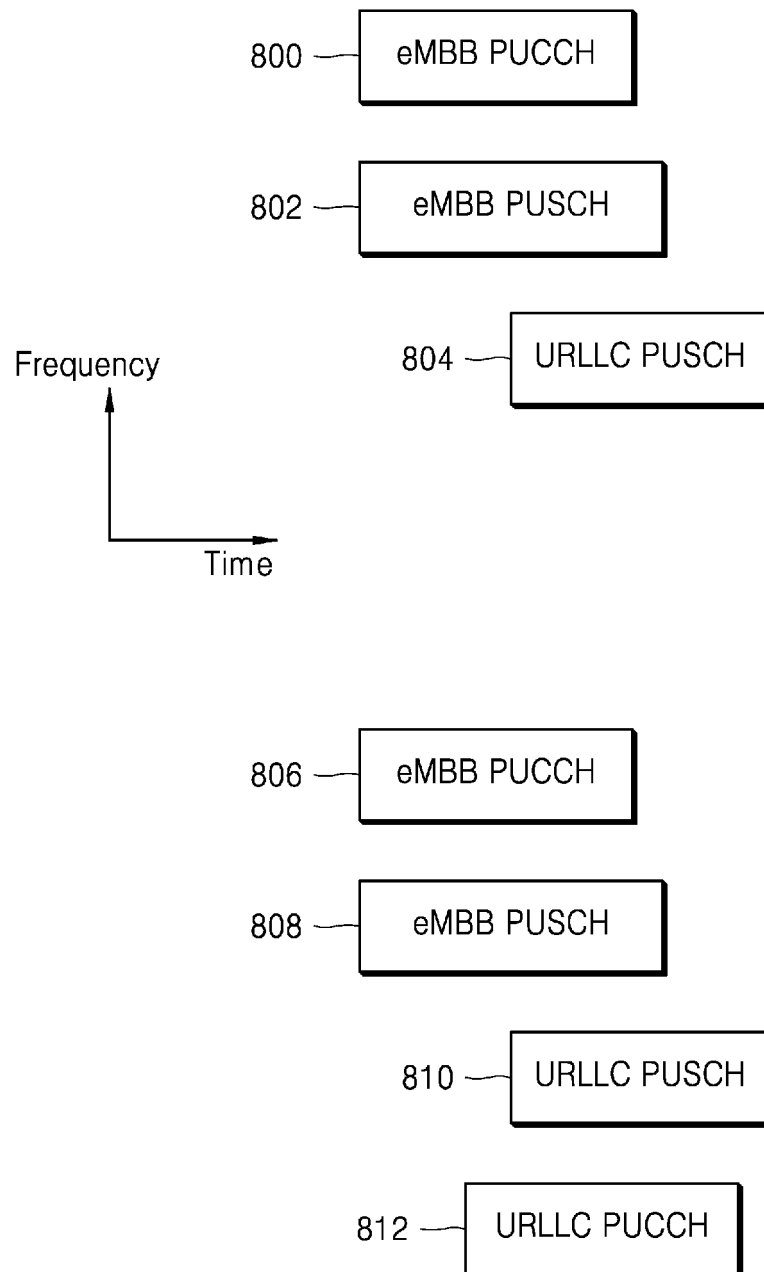 800
eMBB PUCCH
802
eMBB PUSCH
804
URLLC PUSCH
Frequency
Time
806
eMBB PUCCH
808
eMBB PUSCH
810
URLLC PUSCH
812
URLLC PUCCH